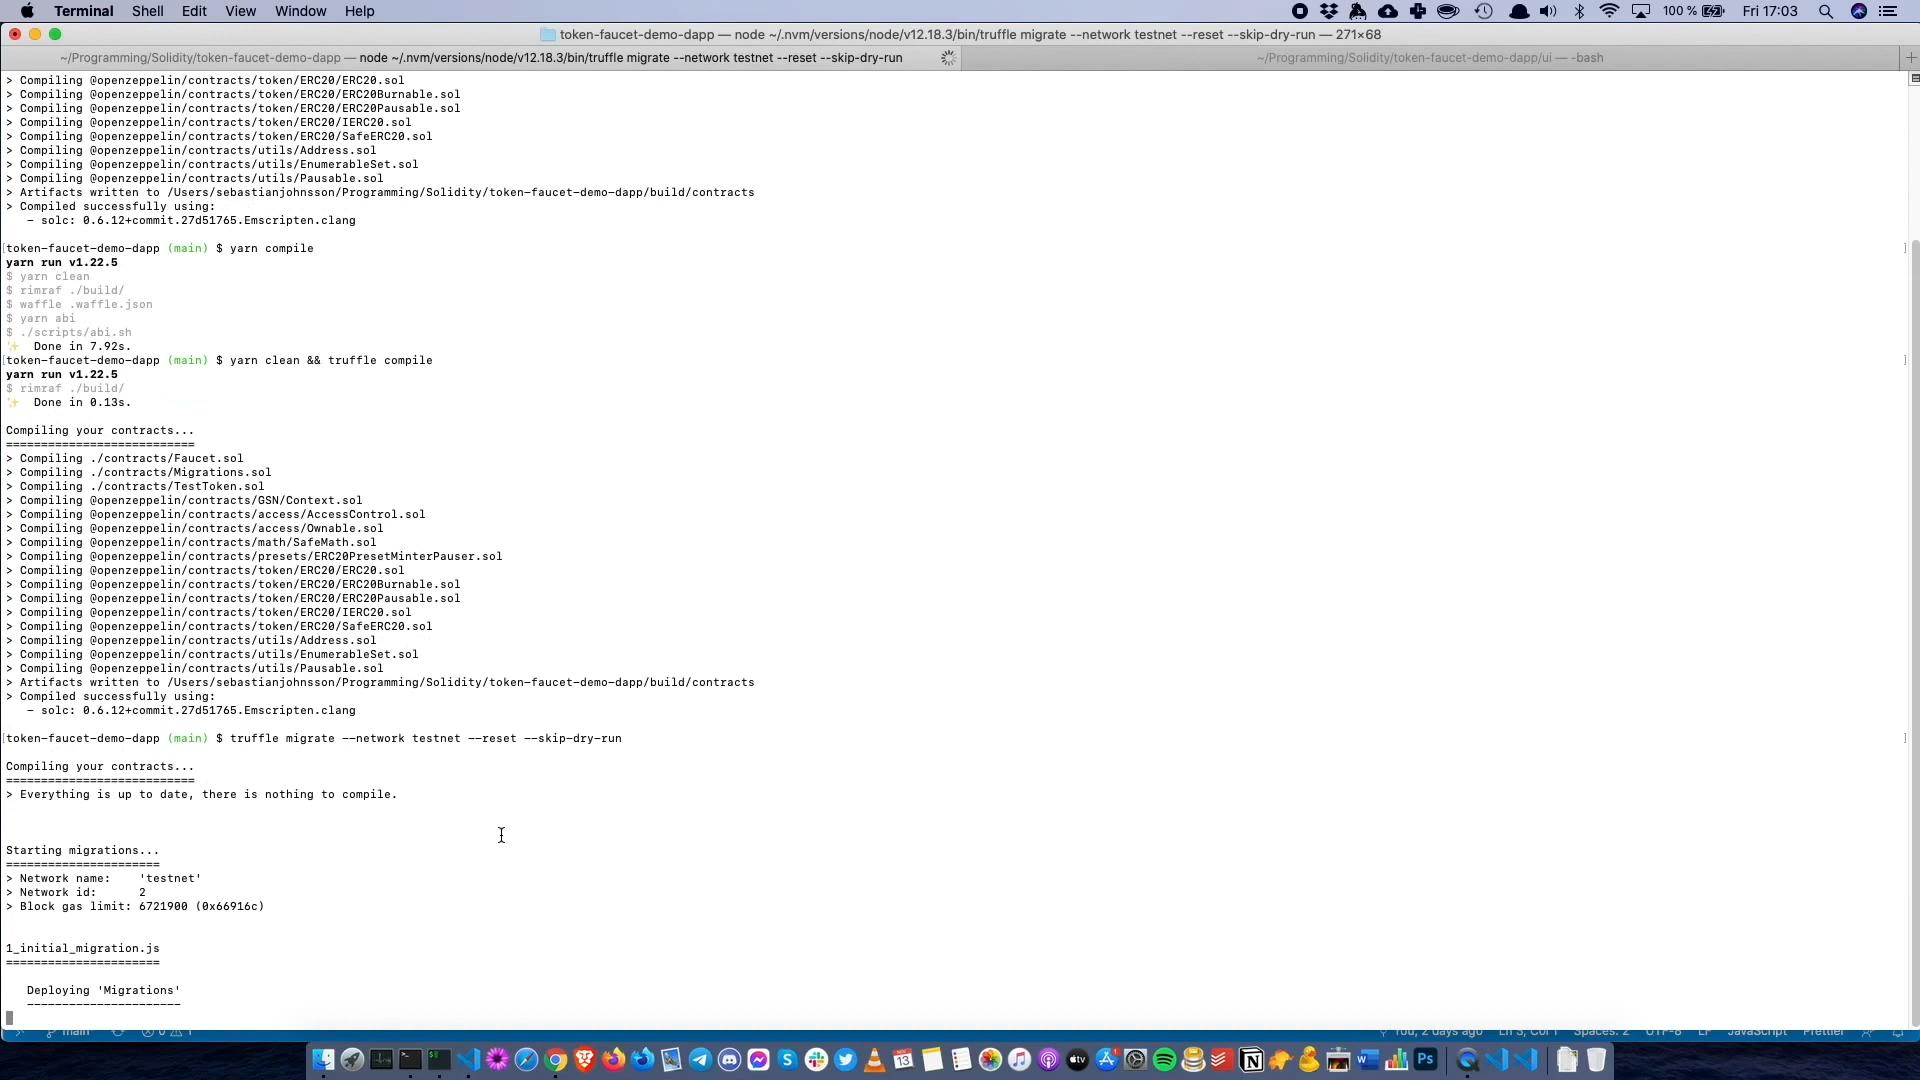 Terminal Shell Edit View Window Help 100 % Fri 17:03
token-faucet-demo-dapp — node ~/.nvm/versions/node/v12.18.3/bin/truffle migrate --network testnet --reset --skip-dry-run — 271×68
~/Programming/Solidity/token-faucet-demo-dapp — node ~/.nvm/versions/node/v12.18.3/bin/truffle migrate --network testnet --reset --skip-dry-run ~/Programming/Solidity/token-faucet-demo-dapp/ui — -bash
> Compiling @openzeppelin/contracts/token/ERC20/ERC20.sol
> Compiling @openzeppelin/contracts/token/ERC20/ERC20Burnable.sol
> Compiling @openzeppelin/contracts/token/ERC20/ERC20Pausable.sol
> Compiling @openzeppelin/contracts/token/ERC20/IERC20.sol
> Compiling @openzeppelin/contracts/token/ERC20/SafeERC20.sol
> Compiling @openzeppelin/contracts/utils/Address.sol
> Compiling @openzeppelin/contracts/utils/EnumerableSet.sol
> Compiling @openzeppelin/contracts/utils/Pausable.sol
> Artifacts written to /Users/sebastianjohnsson/Programming/Solidity/token-faucet-demo-dapp/build/contracts
> Compiled successfully using:
- solc: 0.6.12+commit.27d51765.Emscripten.clang
[token-faucet-demo-dapp (main) $ yarn compile ]
yarn run v1.22.5
$ yarn clean
$ rimraf ./build/
$ waffle .waffle.json
$ yarn abi
$ ./scripts/abi.sh
✨ Done in 7.92s.
[token-faucet-demo-dapp (main) $ yarn clean && truffle compile ]
yarn run v1.22.5
$ rimraf ./build/
✨ Done in 0.13s.
Compiling your contracts...
===========================
> Compiling ./contracts/Faucet.sol
> Compiling ./contracts/Migrations.sol
> Compiling ./contracts/TestToken.sol
> Compiling @openzeppelin/contracts/GSN/Context.sol
> Compiling @openzeppelin/contracts/access/AccessControl.sol
> Compiling @openzeppelin/contracts/access/Ownable.sol
> Compiling @openzeppelin/contracts/math/SafeMath.sol
> Compiling @openzeppelin/contracts/presets/ERC20PresetMinterPauser.sol
> Compiling @openzeppelin/contracts/token/ERC20/ERC20.sol
> Compiling @openzeppelin/contracts/token/ERC20/ERC20Burnable.sol
> Compiling @openzeppelin/contracts/token/ERC20/ERC20Pausable.sol
> Compiling @openzeppelin/contracts/token/ERC20/IERC20.sol
> Compiling @openzeppelin/contracts/token/ERC20/SafeERC20.sol
> Compiling @openzeppelin/contracts/utils/Address.sol
> Compiling @openzeppelin/contracts/utils/EnumerableSet.sol
> Compiling @openzeppelin/contracts/utils/Pausable.sol
> Artifacts written to /Users/sebastianjohnsson/Programming/Solidity/token-faucet-demo-dapp/build/contracts
> Compiled successfully using:
- solc: 0.6.12+commit.27d51765.Emscripten.clang
[token-faucet-demo-dapp (main) $ truffle migrate --network testnet --reset --skip-dry-run ]
Compiling your contracts...
===========================
> Everything is up to date, there is nothing to compile.
Starting migrations...
======================
> Network name: 'testnet'
> Network id: 2
> Block gas limit: 6721900 (0x66916c)
1_initial_migration.js
======================
Deploying 'Migrations'
----------------------
main 0 1 You, 2 days ago Ln 3, Col 1 Spaces: 2 UTF-8 LF JavaScript Prettier